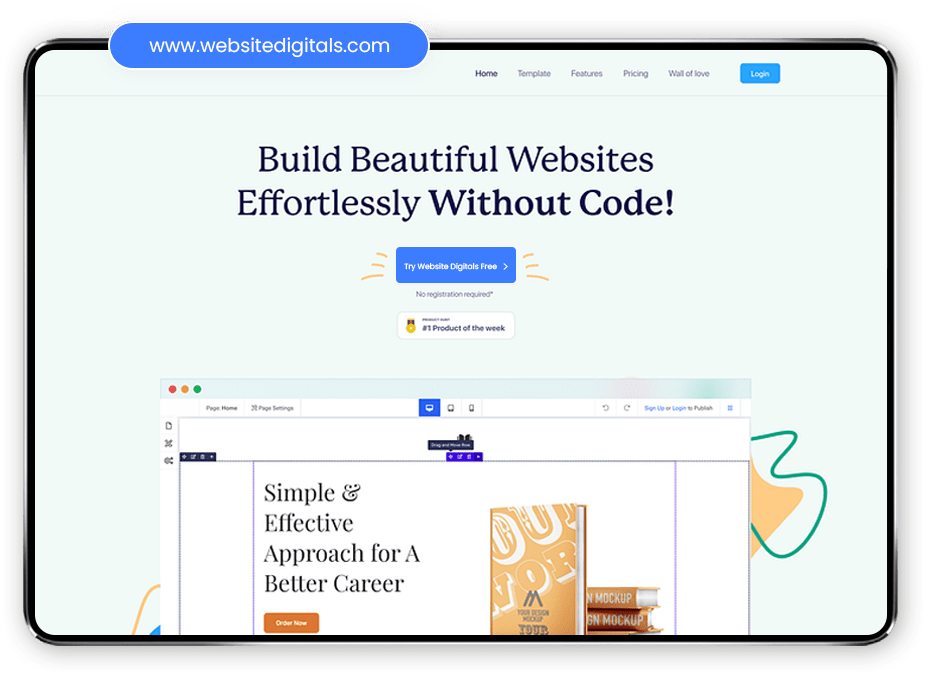 www.websitedigitals.com
Home Template Features Pricing Wall of love Login
Build Beautiful Websites
Effortlessly Without Code!
Try Website Digitals Free
No registration required*
PRODUCT HUNT
#1 Product of the week
Page: Home Page Settings Sign Up or Login to Publish
Drag and Move Row
Simple &
Effective
Approach for A
Better Career
Order Now
YOUR DESIGN
MOCKUP
YOUR
GN MOCKUP
GN MOCKUP